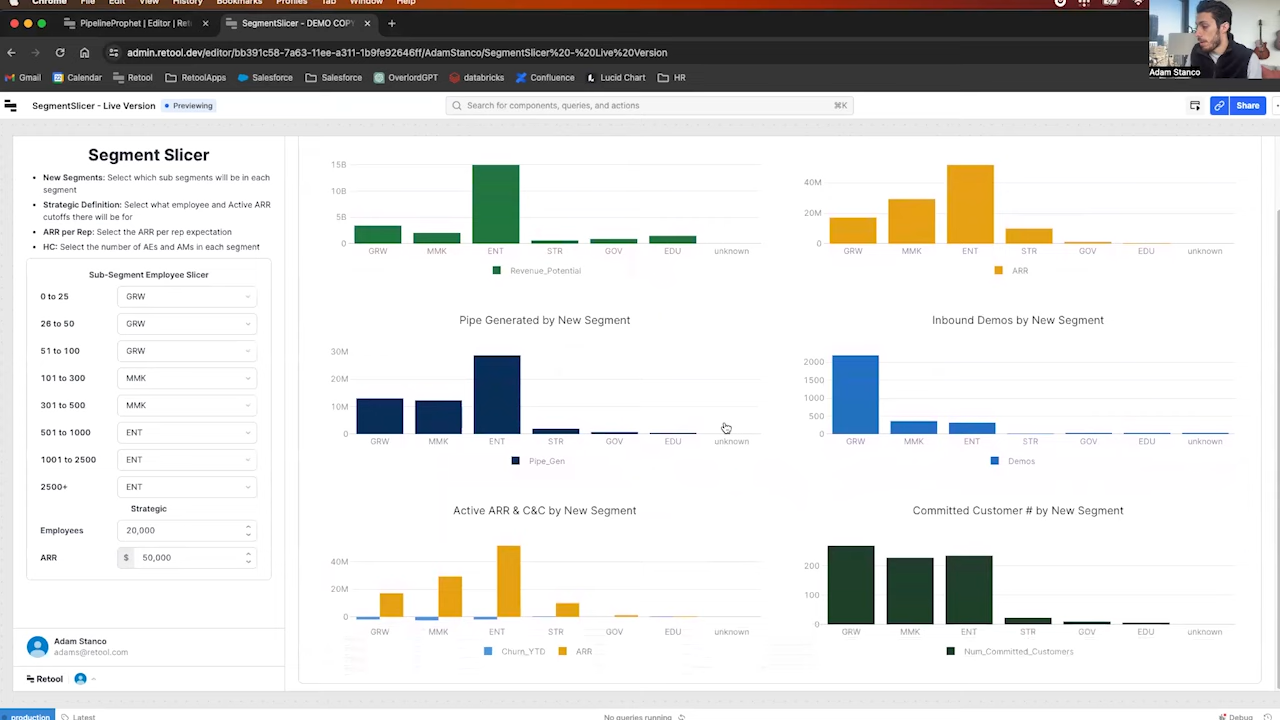 Chrome File Edit View History Bookmarks Profiles Tab Window Help
PipelineProphet | Editor | Ret
SegmentSlicer - DEMO COPY
admin.retool.dev/editor/bb391c58-7a63-11ee-a311-1b9fe92646ff/AdamStanco/SegmentSlicer%20-%20Live%20Version
Gmail Calendar Retool RetoolApps Salesforce Salesforce OverlordGPT databricks Confluence Lucid Chart HR
Adam Stanco
SegmentSlicer - Live Version
Previewing
Search for components, queries, and actions
⌘K
Share
Segment Slicer
• New Segments: Select which sub segments will be in each
segment
• Strategic Definition: Select what employee and Active ARR
cutoffs there will be for
• ARR per Rep: Select the ARR per rep expectation
• HC: Select the number of AEs and AMs in each segment
Sub-Segment Employee Slicer
0 to 25 GRW
26 to 50 GRW
51 to 100 GRW
101 to 300 MMK
301 to 500 MMK
501 to 1000 ENT
1001 to 2500 ENT
2500+ ENT
Strategic
Employees 20,000
ARR $ 50,000
Adam Stanco
adams@retool.com
Retool
15B
10B
5B
0
GRW MMK ENT STR GOV EDU unknown
Revenue_Potential
40M
20M
0
GRW MMK ENT STR GOV EDU unknown
ARR
Pipe Generated by New Segment
30M
20M
10M
0
GRW MMK ENT STR GOV EDU unknown
Pipe_Gen
Inbound Demos by New Segment
2000
1500
1000
500
0
GRW MMK ENT STR GOV EDU unknown
Demos
Active ARR & C&C by New Segment
40M
20M
0
GRW MMK ENT STR GOV EDU unknown
Churn_YTD ARR
Committed Customer # by New Segment
200
100
0
GRW MMK ENT STR GOV EDU unknown
Num_Committed_Customers
production
Latest
No queries running
Debug